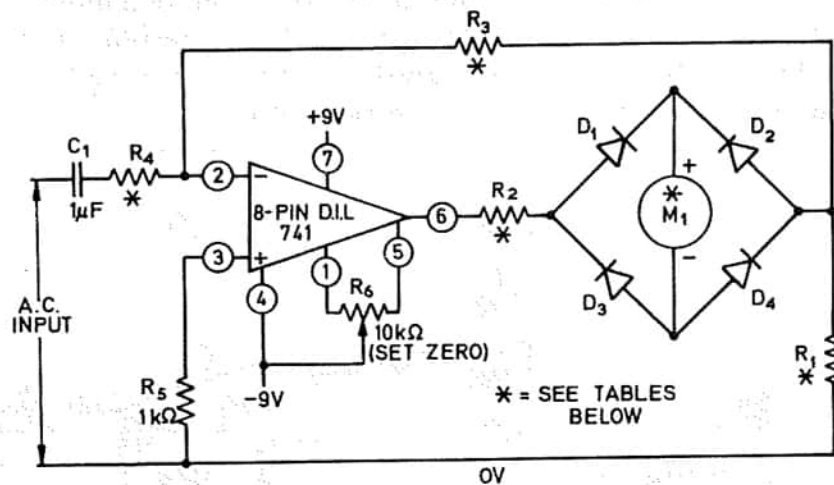 R3
*
+9V
D1
D2
C1
R4
7
1μF
*
2
−
8-PIN D.I.L
741
6
R2
*
+
*
M1
−
3
+
1
5
4
R6
D3
D4
A.C.
INPUT
10kΩ
(SET ZERO)
R1
*
R5
1kΩ
−9V
* = SEE TABLES
BELOW
0V